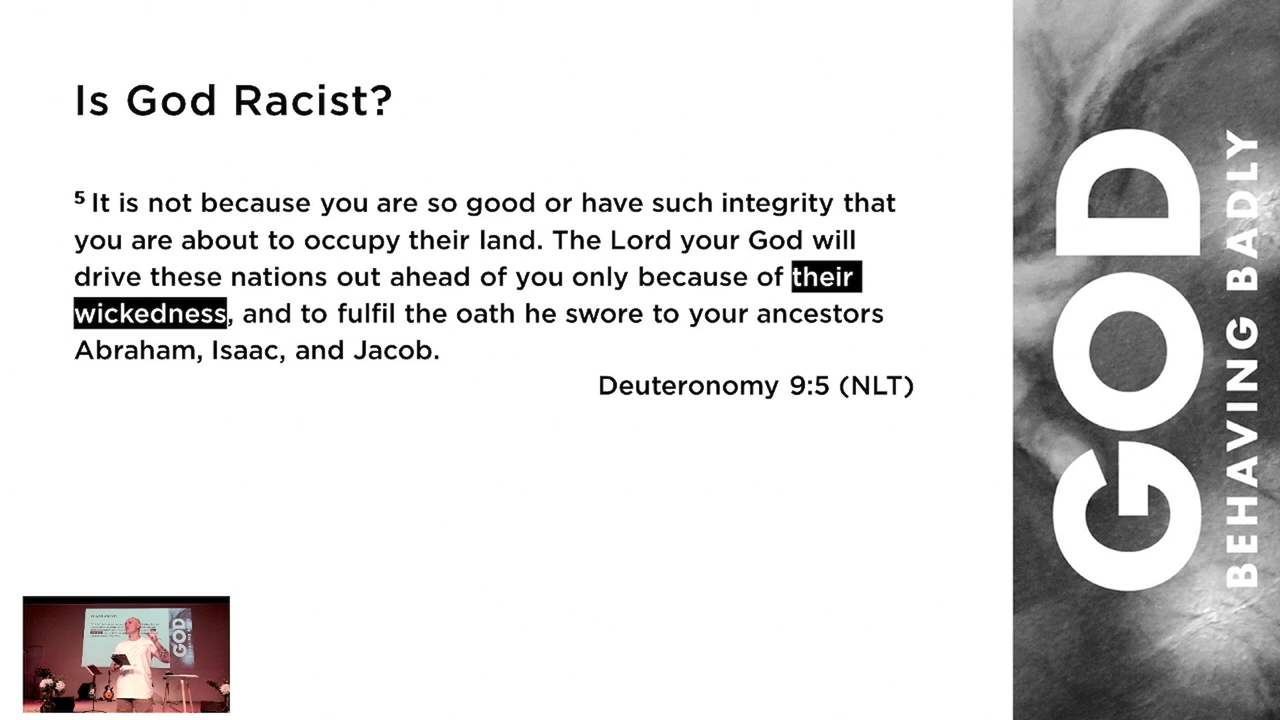 Is God Racist?
5 It is not because you are so good or have such integrity that
you are about to occupy their land. The Lord your God will
drive these nations out ahead of you only because of their
wickedness, and to fulfil the oath he swore to your ancestors
Abraham, Isaac, and Jacob.
Deuteronomy 9:5 (NLT)
GOD
BEHAVING BADLY
GOD